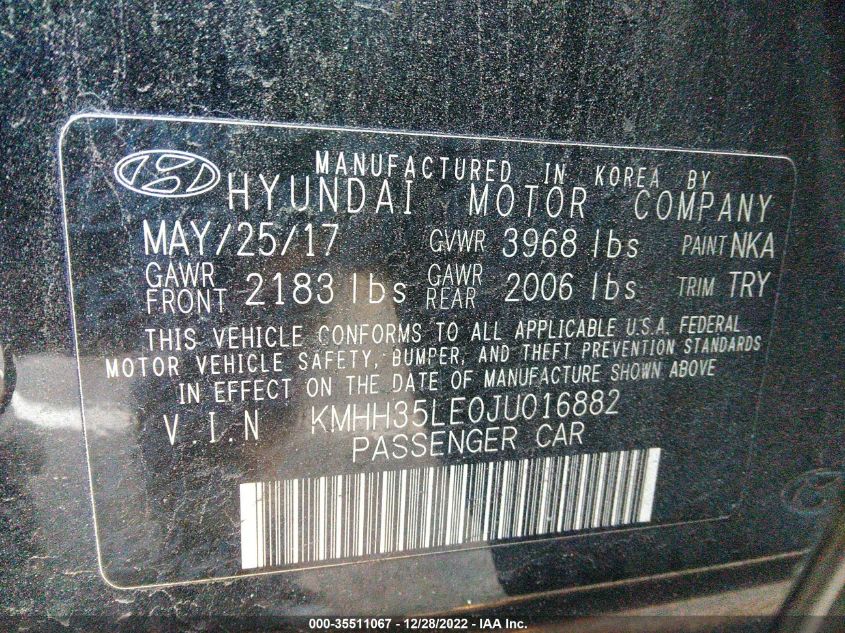 MANUFACTURED IN KOREA BY
HYUNDAI MOTOR COMPANY
MAY/25/17 GVWR 3968 lbs PAINT NKA
GAWR FRONT 2183 lbs GAWR REAR 2006 lbs TRIM TRY
THIS VEHICLE CONFORMS TO ALL APPLICABLE U.S.A. FEDERAL
MOTOR VEHICLE SAFETY, BUMPER, AND THEFT PREVENTION STANDARDS
IN EFFECT ON THE DATE OF MANUFACTURE SHOWN ABOVE
V.I.N KMHH35LE0JU016882
PASSENGER CAR
000-35511067 - 12/28/2022 - IAA Inc.